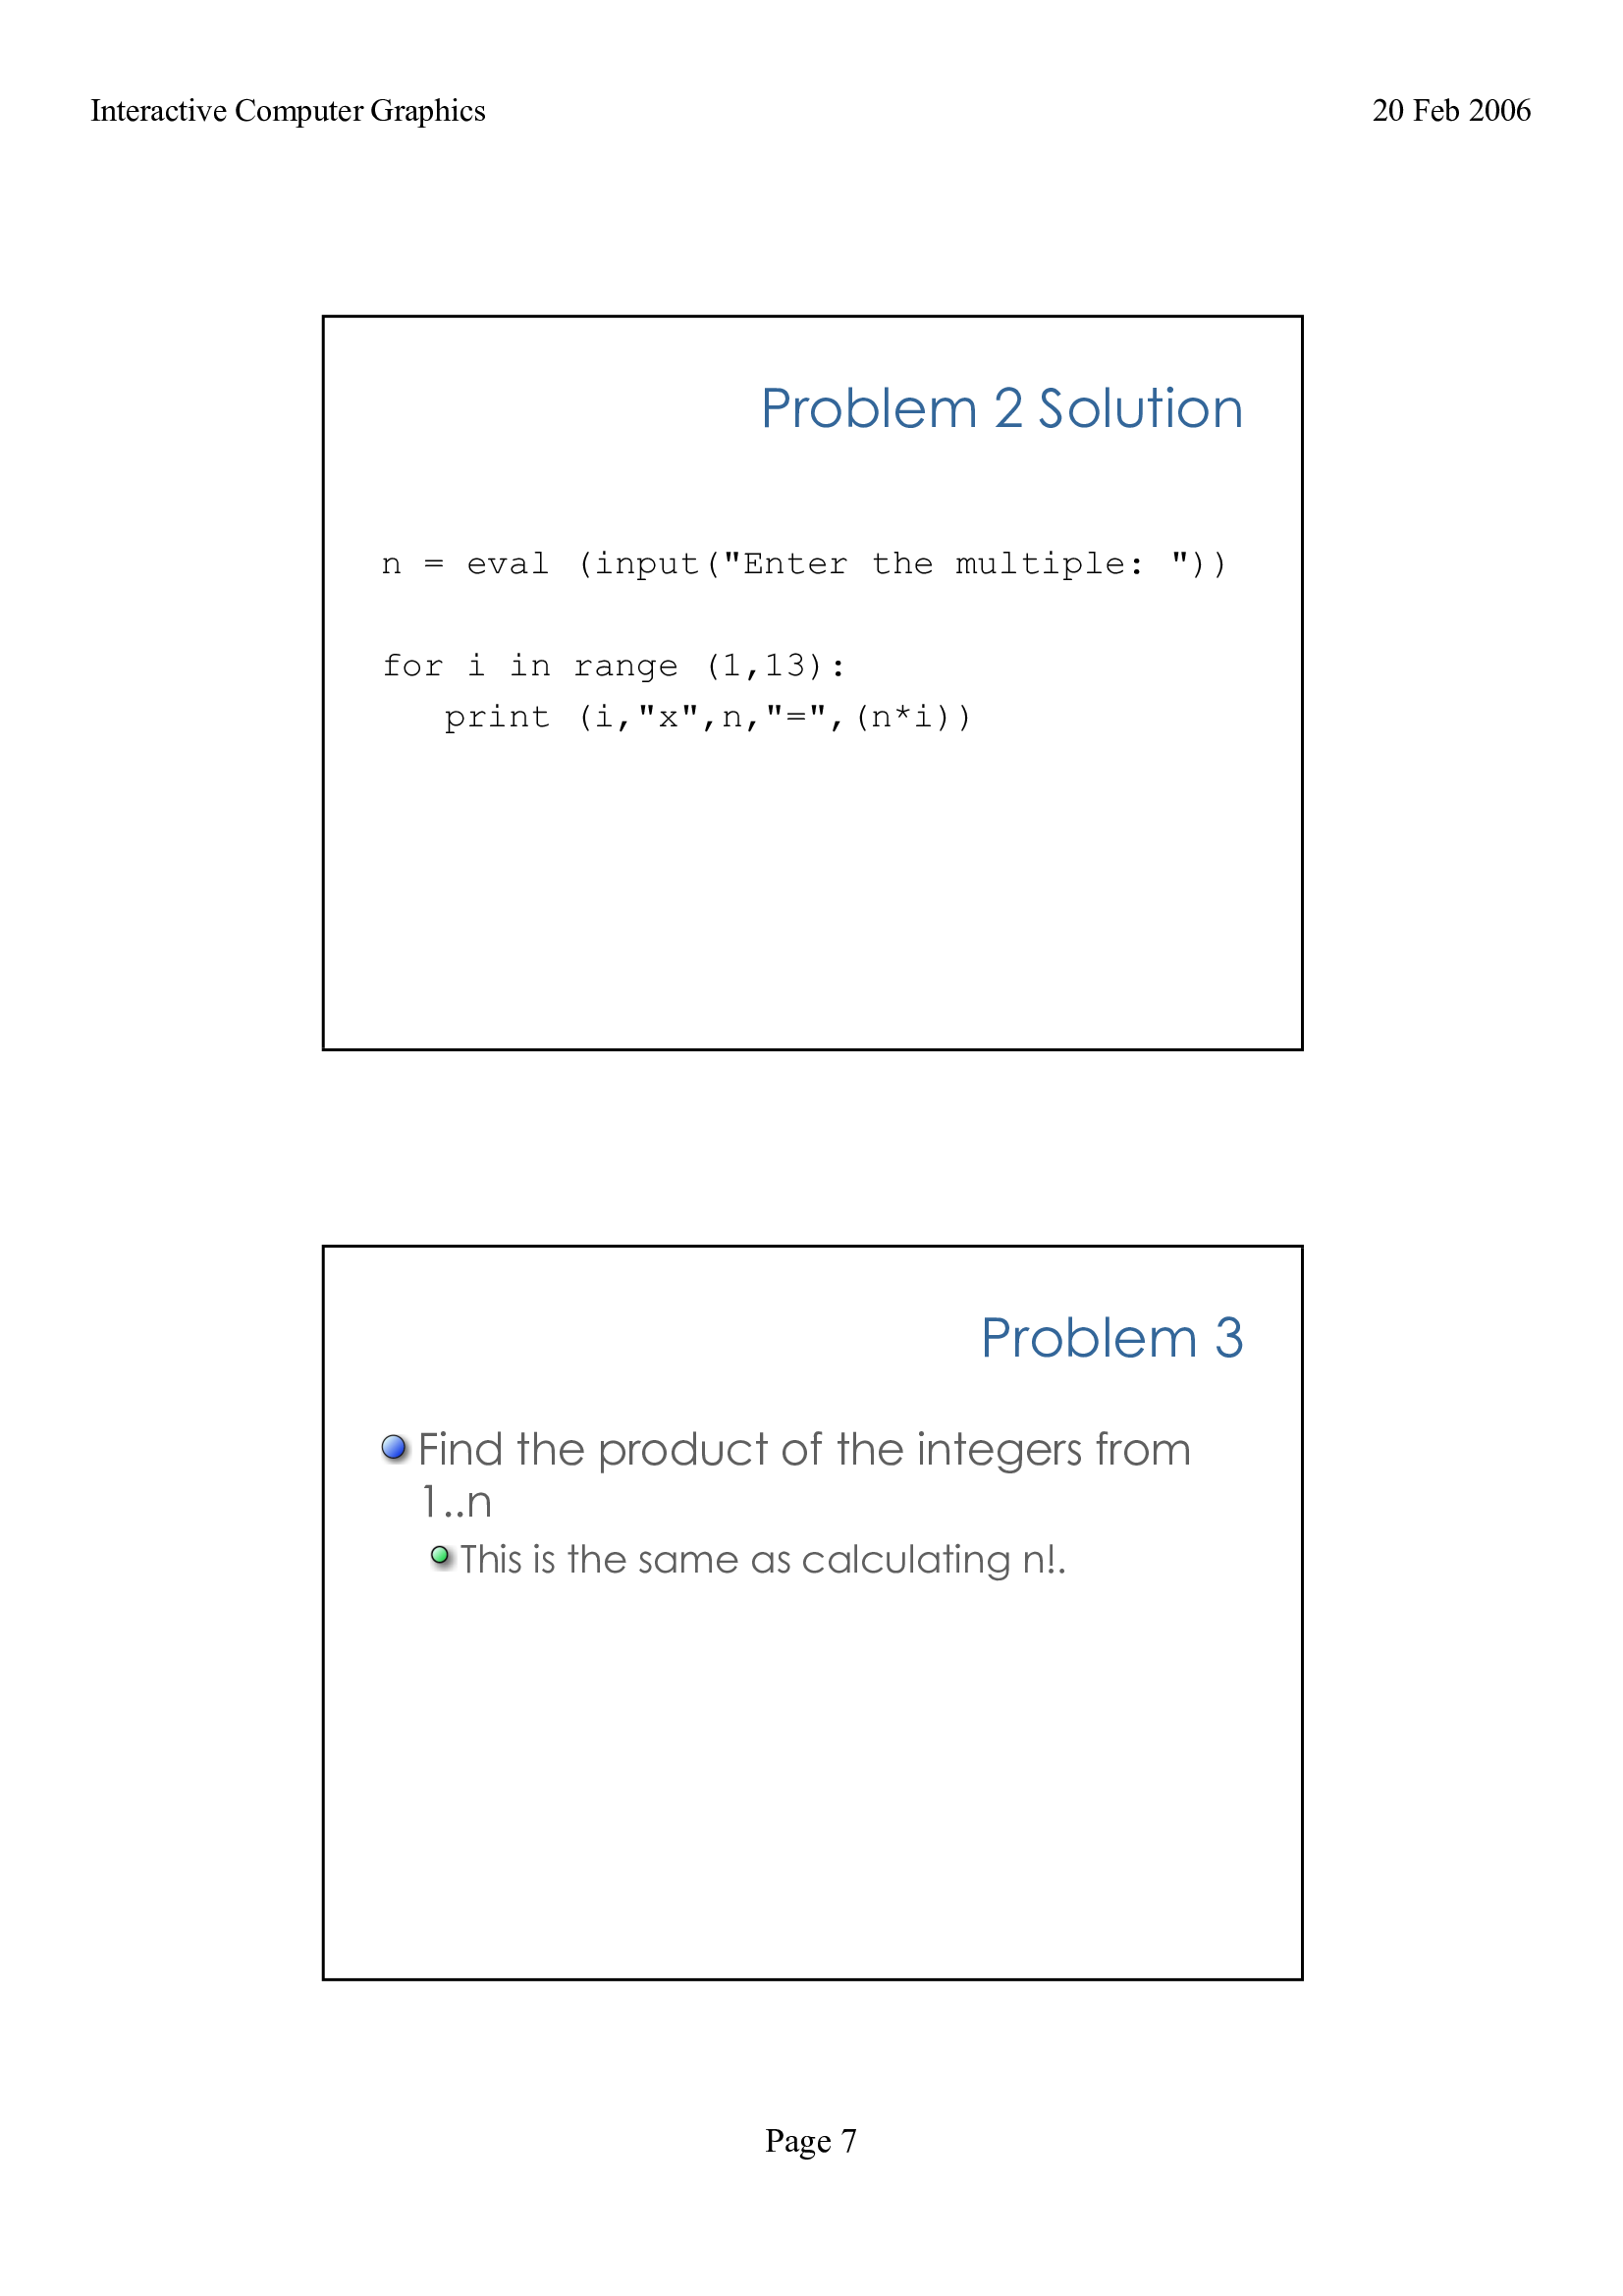 Interactive Computer Graphics 20 Feb 2006
Problem 2 Solution
n = eval (input("Enter the multiple: "))
for i in range (1,13):
   print (i,"x",n,"=",(n*i))
Problem 3
Find the product of the integers from
1..n
This is the same as calculating n!.
Page 7